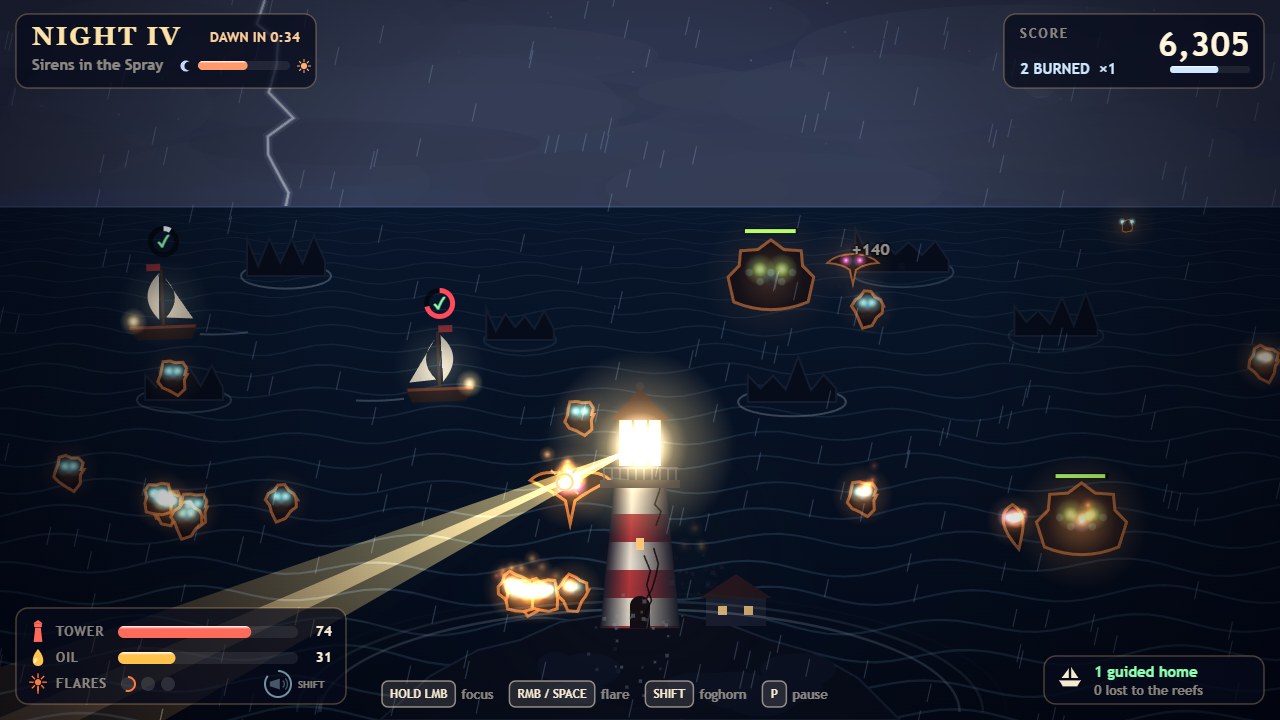 NIGHT IV
DAWN IN 0:34
Sirens in the Spray
SCORE
6,305
2 BURNED ×1
+140
TOWER 74
OIL 31
FLARES
SHIFT
HOLD LMB focus
RMB / SPACE flare
SHIFT foghorn
P pause
1 guided home
0 lost to the reefs